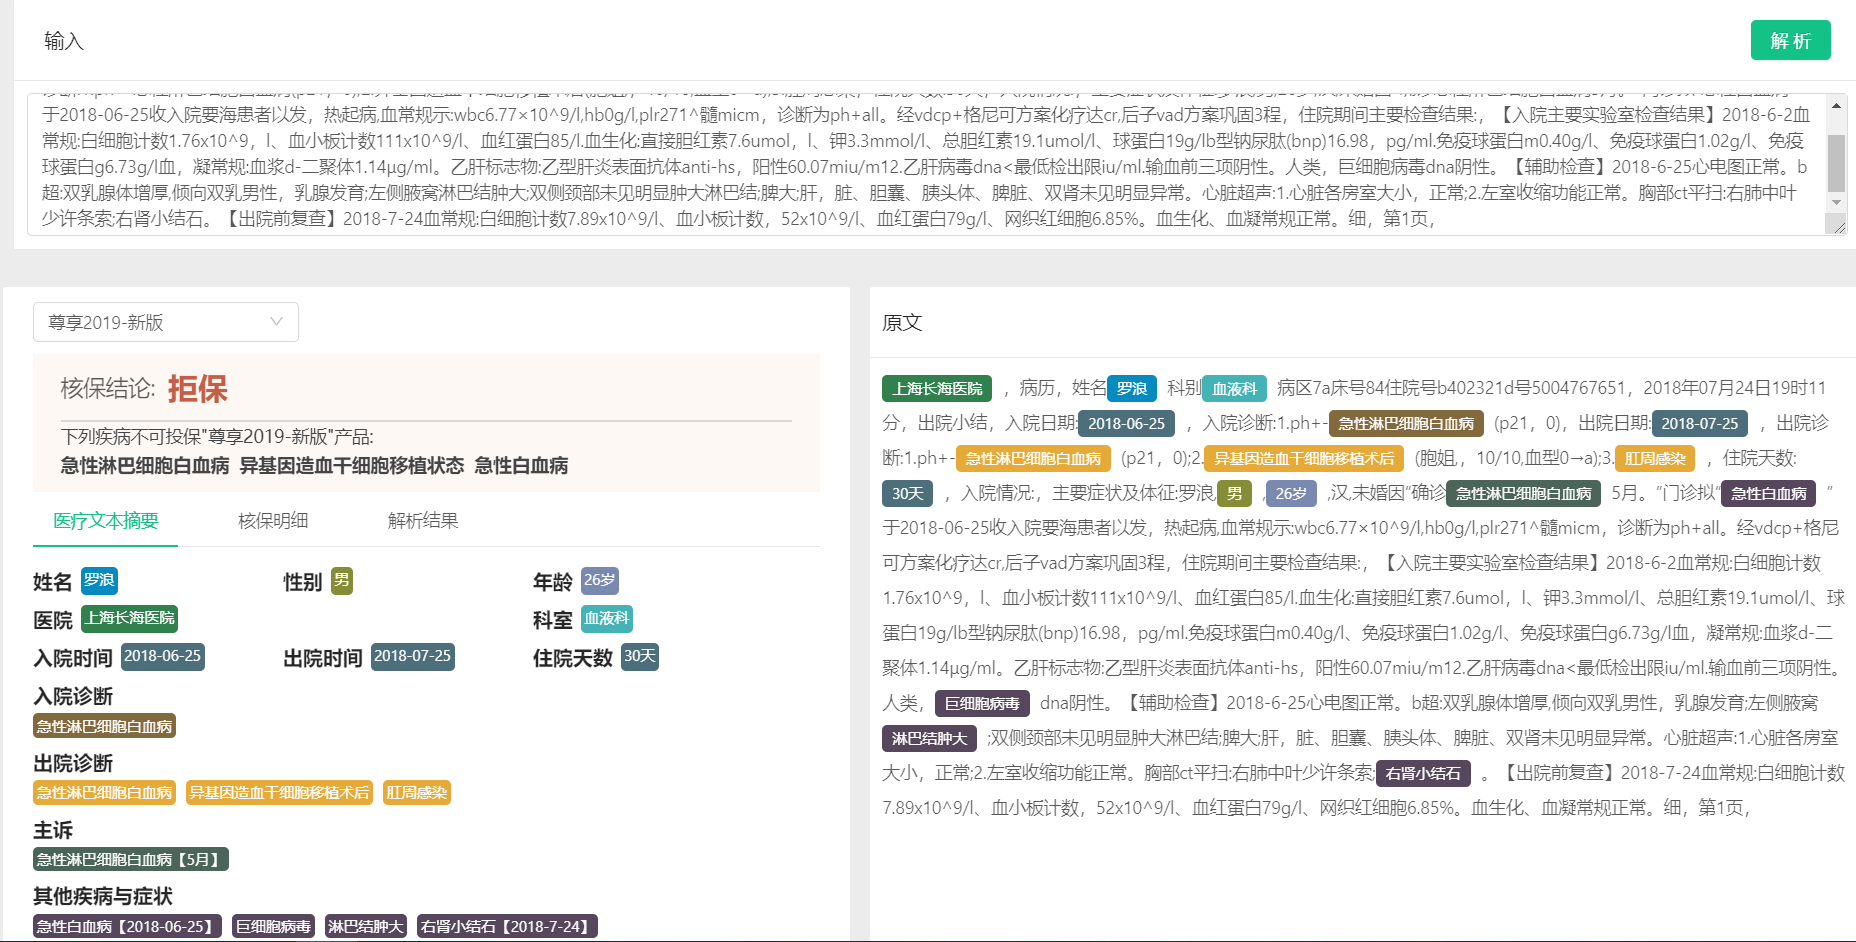 输入
解 析
于2018-06-25收入院要海患者以发，热起病,血常规示:wbc6.77×10^9/l,hb0g/l,plr271^髓micm，诊断为ph+all。经vdcp+格尼可方案化疗达cr,后子vad方案巩固3程，住院期间主要检查结果:，【入院主要实验室检查结果】2018-6-2血
常规:白细胞计数1.76x10^9，l、血小板计数111x10^9/l、血红蛋白85/l.血生化:直接胆红素7.6umol，l、钾3.3mmol/l、总胆红素19.1umol/l、球蛋白19g/lb型钠尿肽(bnp)16.98，pg/ml.免疫球蛋白m0.40g/l、免疫球蛋白1.02g/l、免疫
球蛋白g6.73g/l血，凝常规:血浆d-二聚体1.14μg/ml。乙肝标志物:乙型肝炎表面抗体anti-hs，阳性60.07miu/m12.乙肝病毒dna<最低检出限iu/ml.输血前三项阴性。人类，巨细胞病毒dna阴性。【辅助检查】2018-6-25心电图正常。b
超:双乳腺体增厚,倾向双乳男性，乳腺发育;左侧腋窝淋巴结肿大;双侧颈部未见明显肿大淋巴结;脾大;肝，脏、胆囊、胰头体、脾脏、双肾未见明显异常。心脏超声:1.心脏各房室大小，正常;2.左室收缩功能正常。胸部ct平扫:右肺中叶
少许条索;右肾小结石。【出院前复查】2018-7-24血常规:白细胞计数7.89x10^9/l、血小板计数，52x10^9/l、血红蛋白79g/l、网织红细胞6.85%。血生化、血凝常规正常。细，第1页，
尊享2019-新版
核保结论: 拒保
下列疾病不可投保"尊享2019-新版"产品:
急性淋巴细胞白血病 异基因造血干细胞移植状态 急性白血病
医疗文本摘要 核保明细 解析结果
姓名 罗浪 性别 男 年龄 26岁
医院 上海长海医院 科室 血液科
入院时间 2018-06-25 出院时间 2018-07-25 住院天数 30天
入院诊断
急性淋巴细胞白血病
出院诊断
急性淋巴细胞白血病 异基因造血干细胞移植术后 肛周感染
主诉
急性淋巴细胞白血病【5月】
其他疾病与症状
急性白血病【2018-06-25】 巨细胞病毒 淋巴结肿大 右肾小结石【2018-7-24】
原文
上海长海医院 ，病历，姓名 罗浪 科别 血液科 病区7a床号84住院号b402321d号5004767651，2018年07月24日19时11
分，出院小结，入院日期: 2018-06-25 ，入院诊断:1.ph+- 急性淋巴细胞白血病 (p21，0)，出院日期: 2018-07-25 ，出院诊
断:1.ph+- 急性淋巴细胞白血病 (p21，0);2. 异基因造血干细胞移植术后 (胞姐,，10/10,血型0→a);3. 肛周感染 ，住院天数:
30天 ，入院情况:，主要症状及体征:罗浪, 男 , 26岁 ,汉,未婚因“确诊 急性淋巴细胞白血病 5月。”门诊拟“ 急性白血病 ”
于2018-06-25收入院要海患者以发，热起病,血常规示:wbc6.77×10^9/l,hb0g/l,plr271^髓micm，诊断为ph+all。经vdcp+格尼
可方案化疗达cr,后子vad方案巩固3程，住院期间主要检查结果:，【入院主要实验室检查结果】2018-6-2血常规:白细胞计数
1.76x10^9，l、血小板计数111x10^9/l、血红蛋白85/l.血生化:直接胆红素7.6umol，l、钾3.3mmol/l、总胆红素19.1umol/l、球
蛋白19g/lb型钠尿肽(bnp)16.98，pg/ml.免疫球蛋白m0.40g/l、免疫球蛋白1.02g/l、免疫球蛋白g6.73g/l血，凝常规:血浆d-二
聚体1.14μg/ml。乙肝标志物:乙型肝炎表面抗体anti-hs，阳性60.07miu/m12.乙肝病毒dna<最低检出限iu/ml.输血前三项阴性。
人类， 巨细胞病毒 dna阴性。【辅助检查】2018-6-25心电图正常。b超:双乳腺体增厚,倾向双乳男性，乳腺发育;左侧腋窝
淋巴结肿大 ;双侧颈部未见明显肿大淋巴结;脾大;肝，脏、胆囊、胰头体、脾脏、双肾未见明显异常。心脏超声:1.心脏各房室
大小，正常;2.左室收缩功能正常。胸部ct平扫:右肺中叶少许条索; 右肾小结石 。【出院前复查】2018-7-24血常规:白细胞计数
7.89x10^9/l、血小板计数，52x10^9/l、血红蛋白79g/l、网织红细胞6.85%。血生化、血凝常规正常。细，第1页，